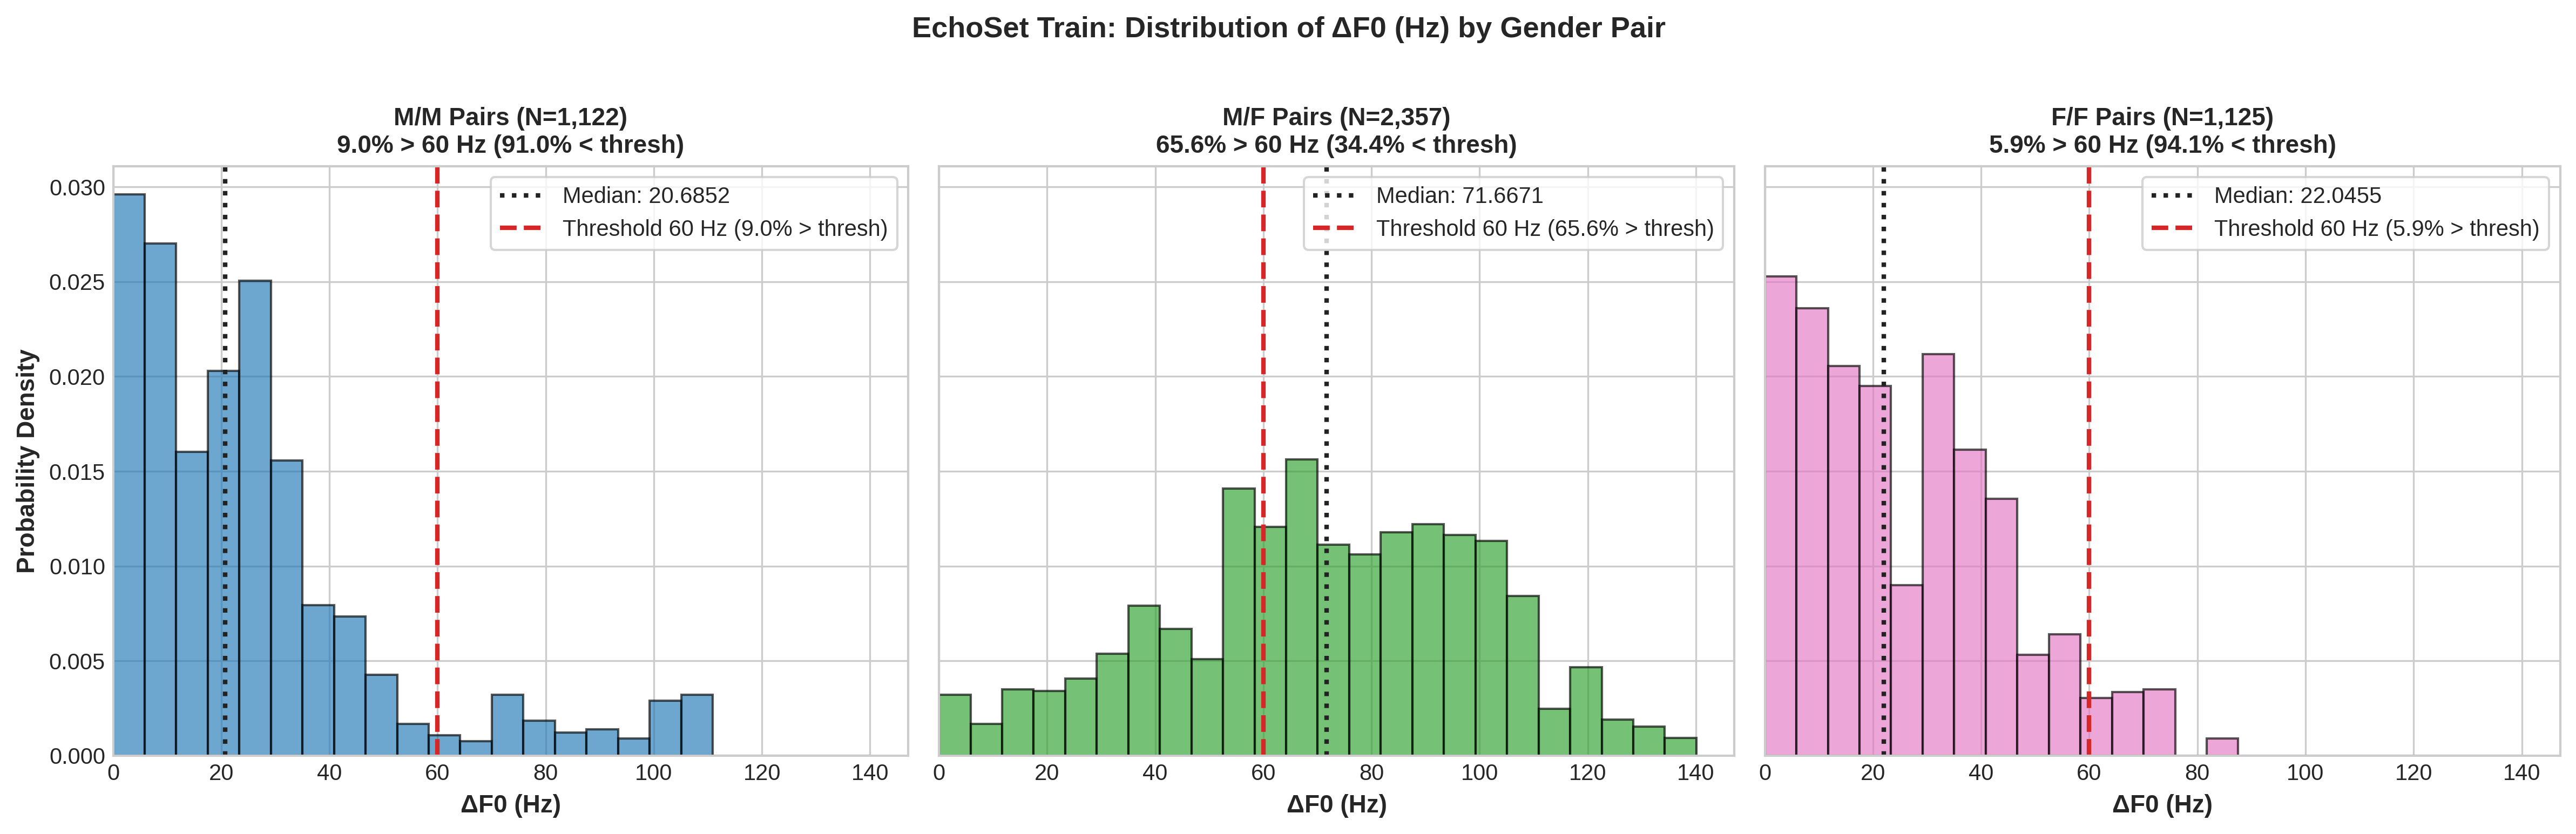 EchoSet Train: Distribution of ΔF0 (Hz) by Gender Pair
M/M Pairs (N=1,122)
9.0% > 60 Hz (91.0% < thresh)
Median: 20.6852
Threshold 60 Hz (9.0% > thresh)
Probability Density
0.030
0.025
0.020
0.015
0.010
0.005
0.000
0 20 40 60 80 100 120 140
ΔF0 (Hz)
M/F Pairs (N=2,357)
65.6% > 60 Hz (34.4% < thresh)
Median: 71.6671
Threshold 60 Hz (65.6% > thresh)
0 20 40 60 80 100 120 140
ΔF0 (Hz)
F/F Pairs (N=1,125)
5.9% > 60 Hz (94.1% < thresh)
Median: 22.0455
Threshold 60 Hz (5.9% > thresh)
0 20 40 60 80 100 120 140
ΔF0 (Hz)